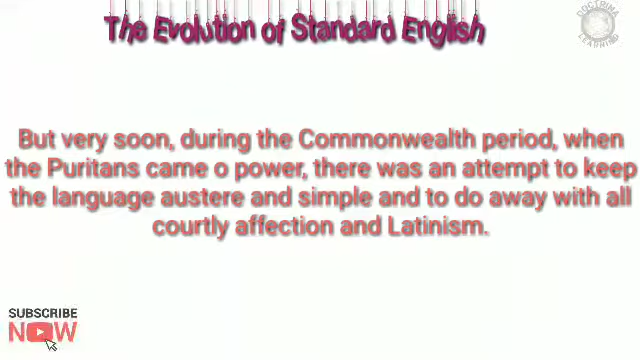 The Evolution of Standard English
DOCTRINA
LEARNING
But very soon, during the Commonwealth period, when
the Puritans came o power, there was an attempt to keep
the language austere and simple and to do away with all
courtly affection and Latinism.
SUBSCRIBE
NOW